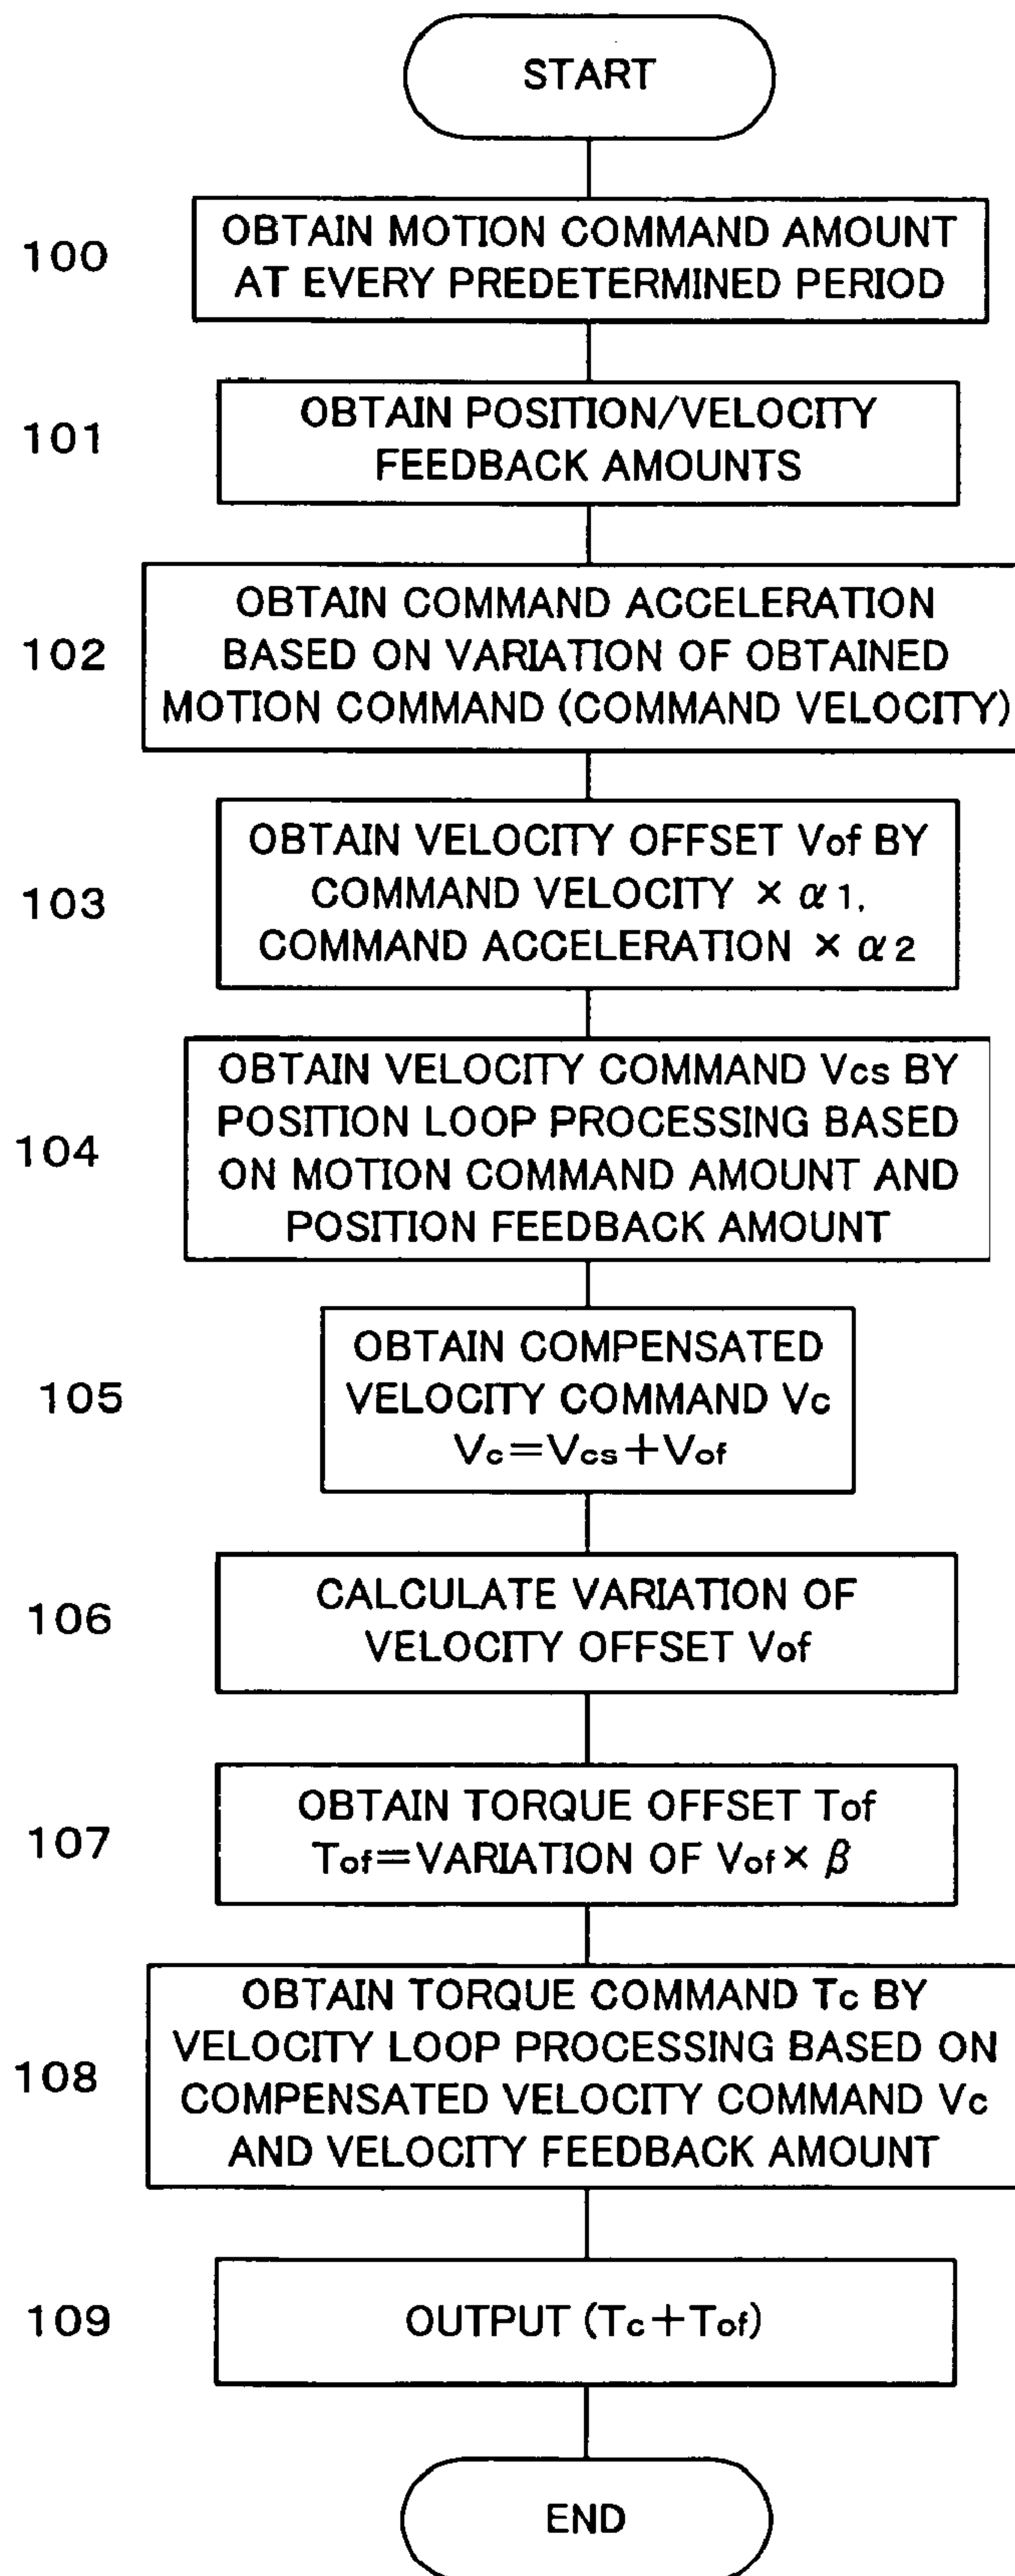 START
100
OBTAIN MOTION COMMAND AMOUNT
AT EVERY PREDETERMINED PERIOD
101
OBTAIN POSITION/VELOCITY
FEEDBACK AMOUNTS
102
OBTAIN COMMAND ACCELERATION
BASED ON VARIATION OF OBTAINED
MOTION COMMAND (COMMAND VELOCITY)
103
OBTAIN VELOCITY OFFSET Vof BY
COMMAND VELOCITY × α1,
COMMAND ACCELERATION × α2
104
OBTAIN VELOCITY COMMAND Vcs BY
POSITION LOOP PROCESSING BASED
ON MOTION COMMAND AMOUNT AND
POSITION FEEDBACK AMOUNT
105
OBTAIN COMPENSATED
VELOCITY COMMAND Vc
Vc=Vcs+Vof
106
CALCULATE VARIATION OF
VELOCITY OFFSET Vof
107
OBTAIN TORQUE OFFSET Tof
Tof=VARIATION OF Vof× β
108
OBTAIN TORQUE COMMAND Tc BY
VELOCITY LOOP PROCESSING BASED ON
COMPENSATED VELOCITY COMMAND Vc
AND VELOCITY FEEDBACK AMOUNT
109
OUTPUT (Tc+Tof)
END